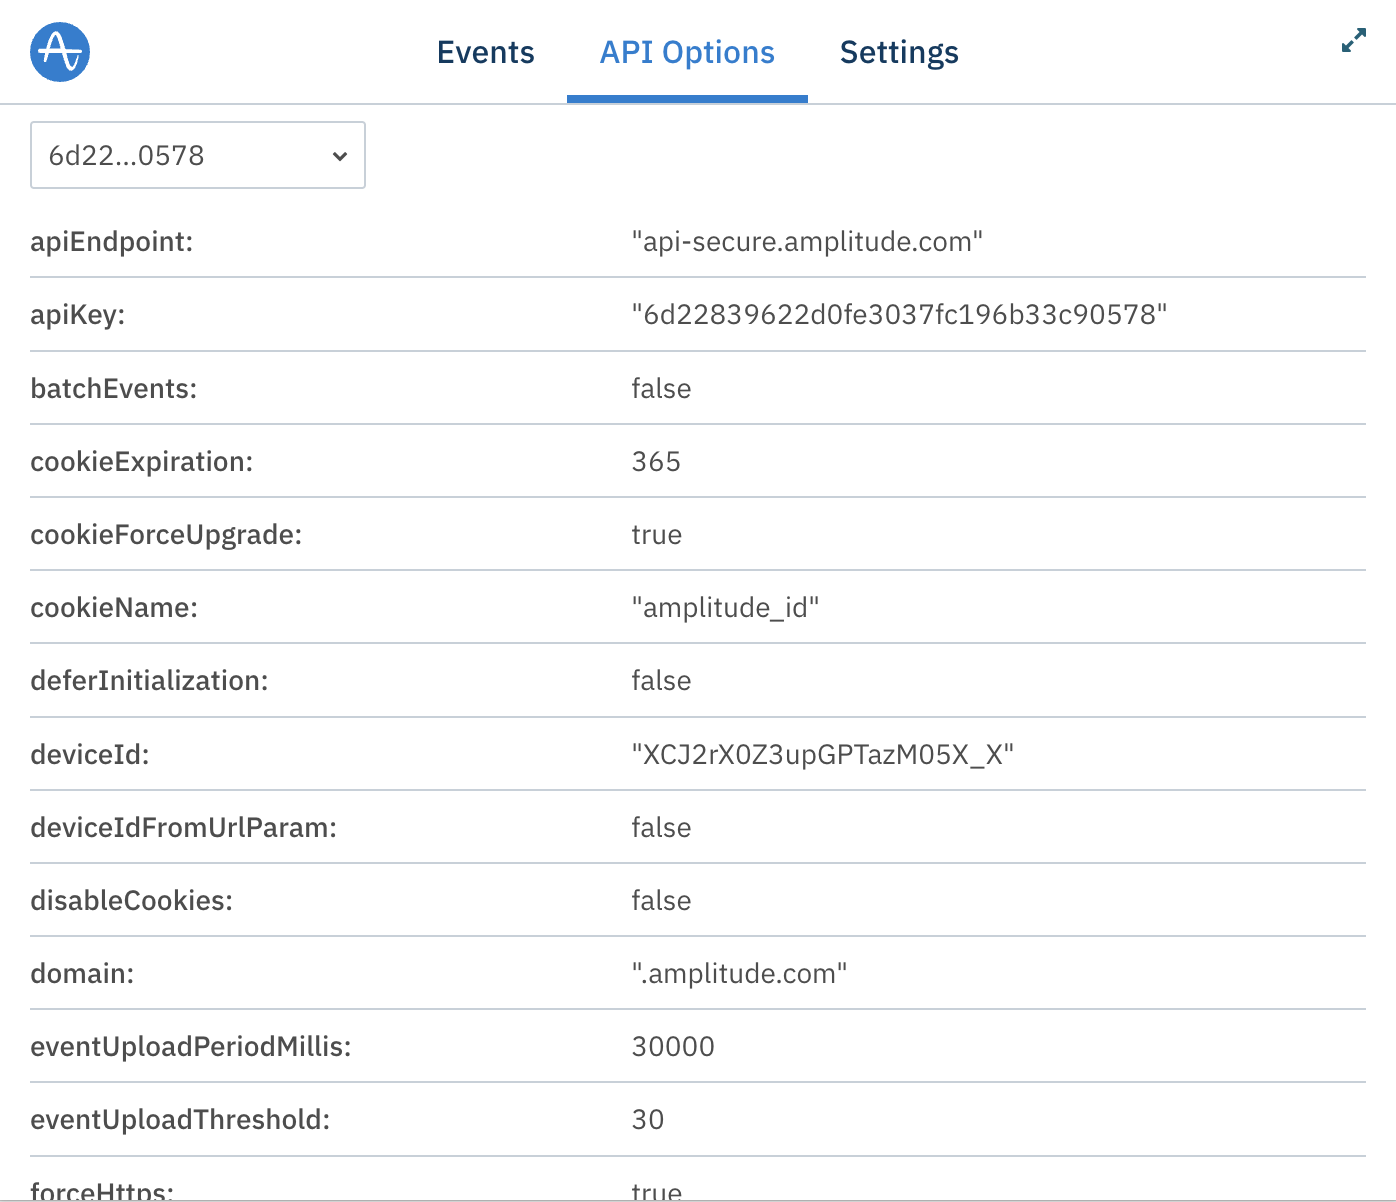 Events API Options Settings
6d22...0578
apiEndpoint: "api-secure.amplitude.com"
apiKey: "6d22839622d0fe3037fc196b33c90578"
batchEvents: false
cookieExpiration: 365
cookieForceUpgrade: true
cookieName: "amplitude_id"
deferInitialization: false
deviceId: "XCJ2rX0Z3upGPTazM05X_X"
deviceIdFromUrlParam: false
disableCookies: false
domain: ".amplitude.com"
eventUploadPeriodMillis: 30000
eventUploadThreshold: 30
forceHttps: true